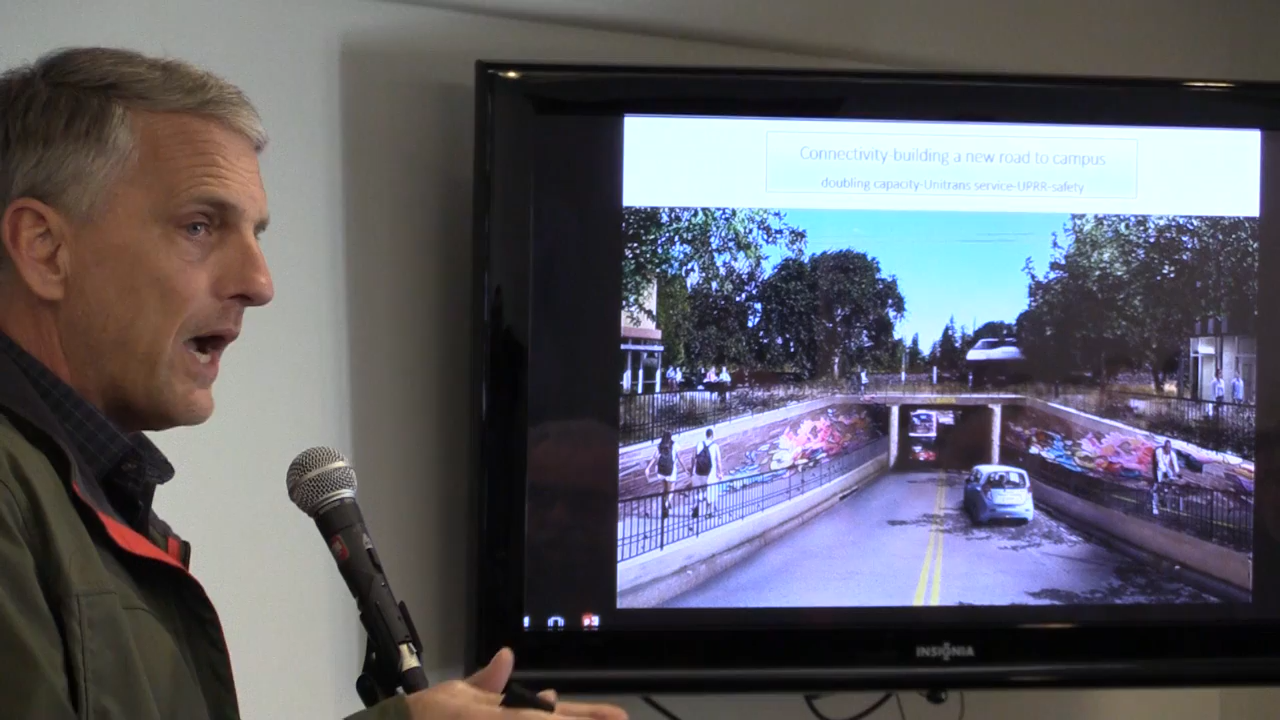 Connectivity-building a new road to campus
doubling capacity-Unitrans service-UPRR-safety
INSIGNIA